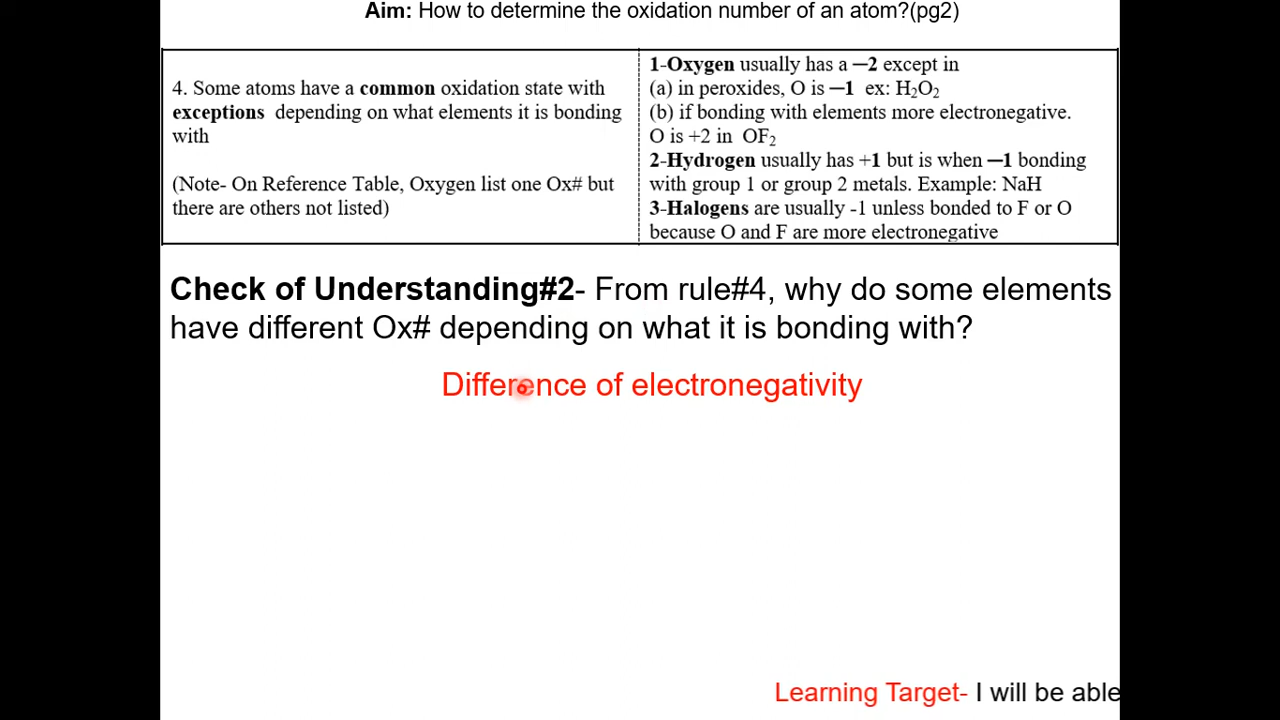 Aim: How to determine the oxidation number of an atom?(pg2)
4. Some atoms have a common oxidation state with
exceptions depending on what elements it is bonding
with
(Note- On Reference Table, Oxygen list one Ox# but
there are others not listed)
1-Oxygen usually has a –2 except in
(a) in peroxides, O is –1 ex: H₂O₂
(b) if bonding with elements more electronegative.
O is +2 in OF₂
2-Hydrogen usually has +1 but is when –1 bonding
with group 1 or group 2 metals. Example: NaH
3-Halogens are usually -1 unless bonded to F or O
because O and F are more electronegative
Check of Understanding#2- From rule#4, why do some elements
have different Ox# depending on what it is bonding with?
Difference of electronegativity
Learning Target- I will be able